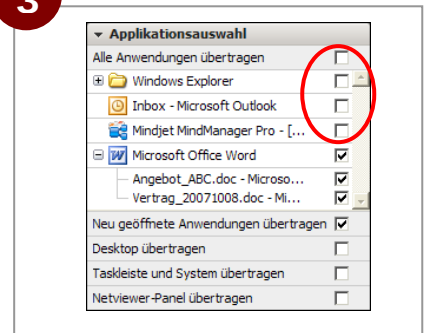 3
Applikationsauswahl
Alle Anwendungen übertragen
Windows Explorer
Inbox - Microsoft Outlook
Mindjet MindManager Pro - [...
Microsoft Office Word
Angebot_ABC.doc - Microso...
Vertrag_20071008.doc - Mi...
Neu geöffnete Anwendungen übertragen
Desktop übertragen
Taskleiste und System übertragen
Netviewer-Panel übertragen